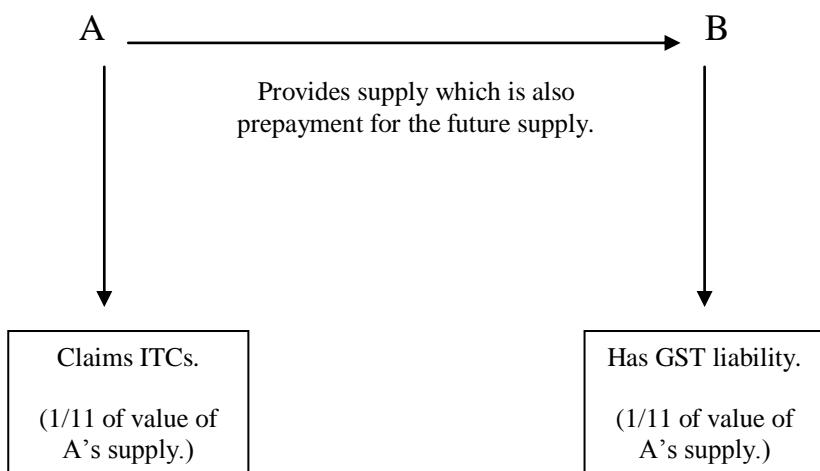 A B
Provides supply which is also
prepayment for the future supply.
Claims ITCs.
(1/11 of value of
A's supply.)
Has GST liability.
(1/11 of value of
A's supply.)